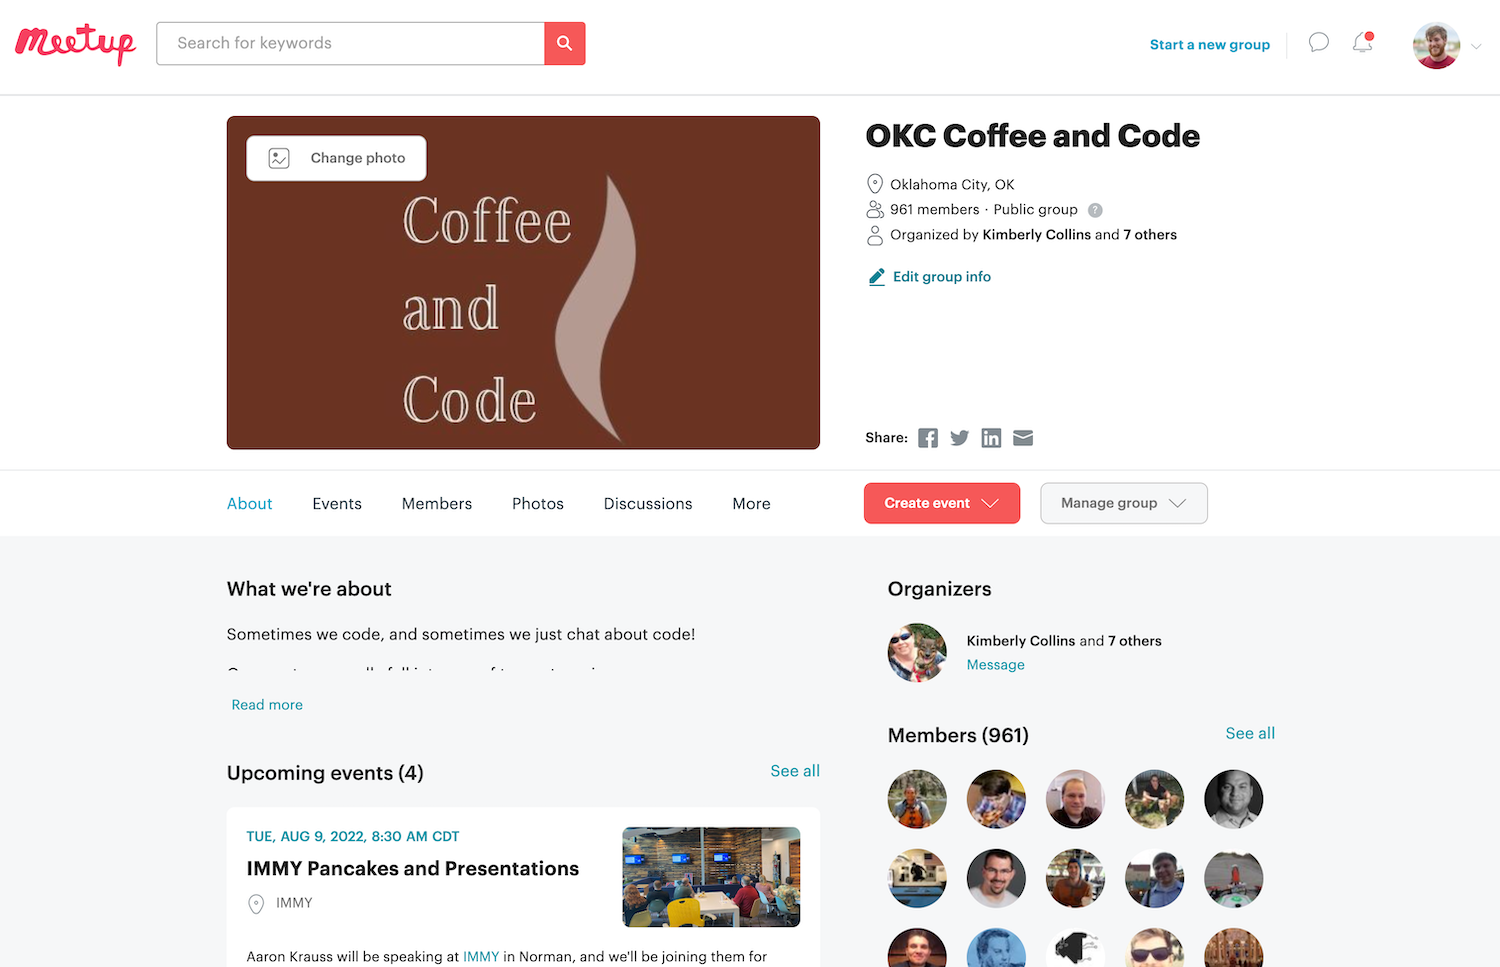 meetup
Search for keywords
Start a new group
Change photo
Coffee
and
Code
OKC Coffee and Code
Oklahoma City, OK
961 members · Public group ?
Organized by Kimberly Collins and 7 others
Edit group info
Share:
About Events Members Photos Discussions More
Create event
Manage group
What we're about
Sometimes we code, and sometimes we just chat about code!
Read more
Upcoming events (4)
See all
TUE, AUG 9, 2022, 8:30 AM CDT
IMMY Pancakes and Presentations
IMMY
Aaron Krauss will be speaking at IMMY in Norman, and we'll be joining them for
Organizers
Kimberly Collins and 7 others
Message
Members (961)
See all